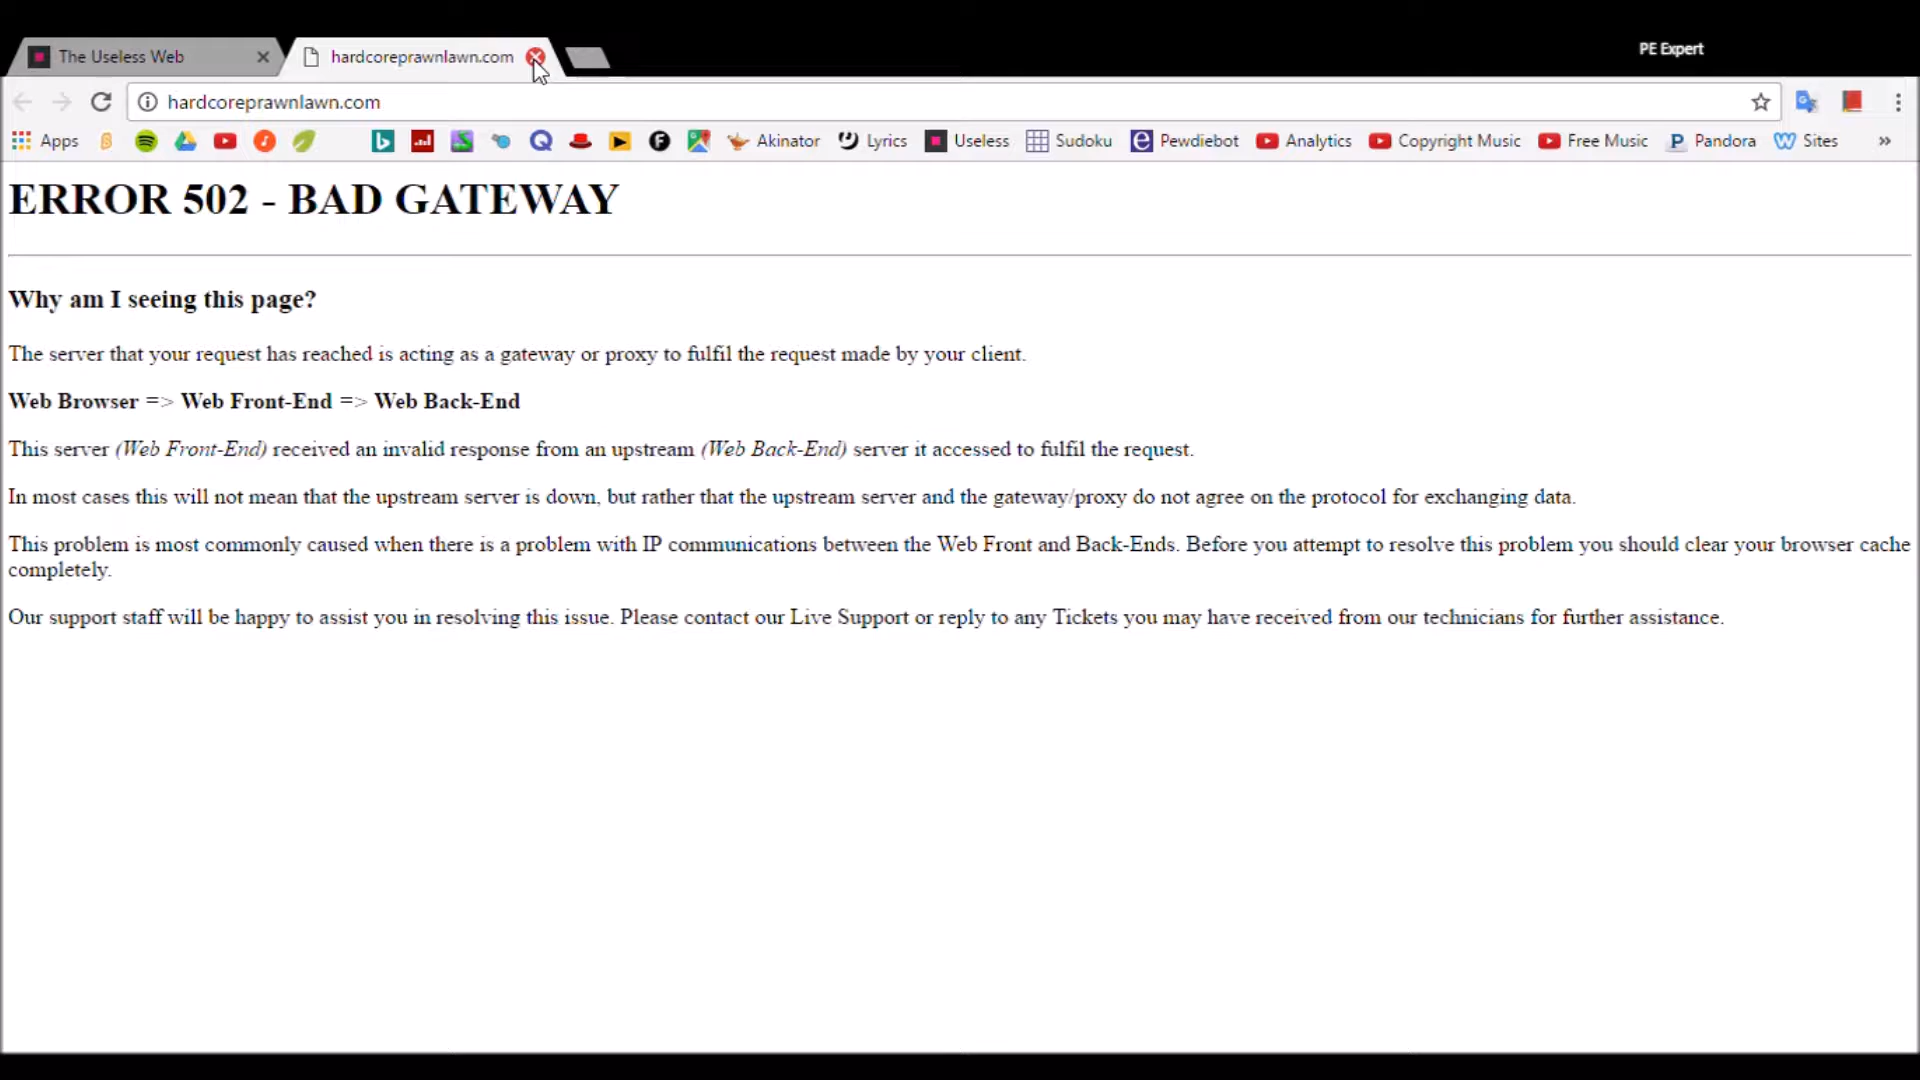 PE Expert
The Useless Web
hardcoreprawnlawn.com
hardcoreprawnlawn.com
Apps Akinator Lyrics Useless Sudoku Pewdiebot Analytics Copyright Music Free Music Pandora Sites »
ERROR 502 - BAD GATEWAY
Why am I seeing this page?
The server that your request has reached is acting as a gateway or proxy to fulfil the request made by your client.
Web Browser => Web Front-End => Web Back-End
This server (Web Front-End) received an invalid response from an upstream (Web Back-End) server it accessed to fulfil the request.
In most cases this will not mean that the upstream server is down, but rather that the upstream server and the gateway/proxy do not agree on the protocol for exchanging data.
This problem is most commonly caused when there is a problem with IP communications between the Web Front and Back-Ends. Before you attempt to resolve this problem you should clear your browser cache
completely.
Our support staff will be happy to assist you in resolving this issue. Please contact our Live Support or reply to any Tickets you may have received from our technicians for further assistance.